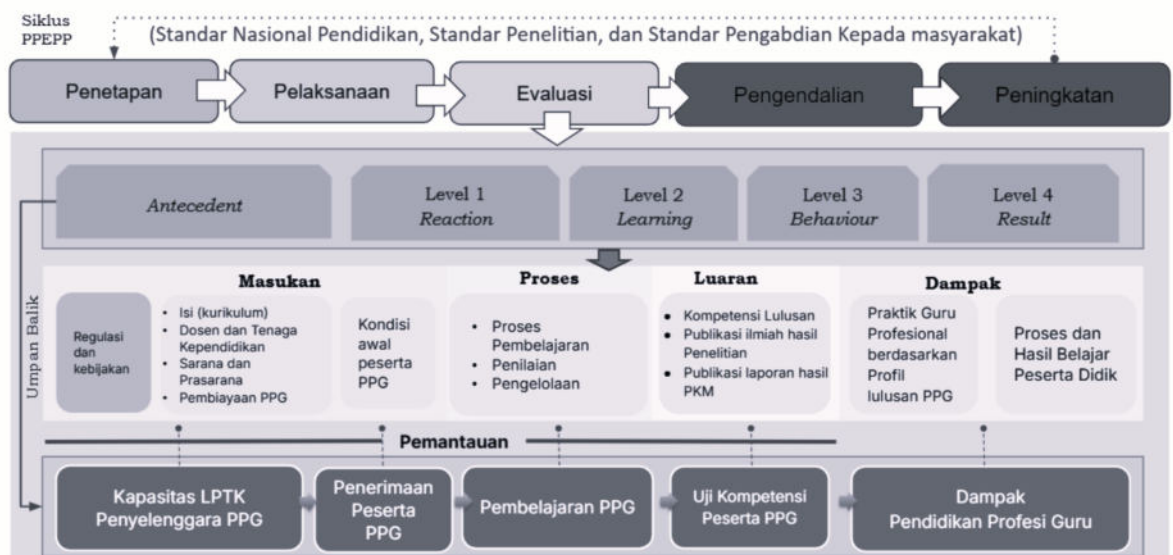 Siklus
PPEPP
(Standar Nasional Pendidikan, Standar Penelitian, dan Standar Pengabdian Kepada masyarakat)
Penetapan
Pelaksanaan
Evaluasi
Pengendalian
Peningkatan
Antecedent
Level 1
Reaction
Level 2
Learning
Level 3
Behaviour
Level 4
Result
Umpan Balik
Masukan
Proses
Luaran
Dampak
Regulasi
dan
kebijakan
• Isi (kurikulum)
• Dosen dan Tenaga
Kependidikan
• Sarana dan
Prasarana
• Pembiayaan PPG
Kondisi
awal
peserta
PPG
• Proses
Pembelajaran
• Penilaian
• Pengelolaan
• Kompetensi Lulusan
• Publikasi ilmiah hasil
Penelitian
• Publikasi laporan hasil
PKM
Praktik Guru
Profesional
berdasarkan
Profil
lulusan PPG
Proses dan
Hasil Belajar
Peserta Didik
Pemantauan
Kapasitas LPTK
Penyelenggara PPG
Penerimaan
Peserta
PPG
Pembelajaran PPG
Uji Kompetensi
Peserta PPG
Dampak
Pendidikan Profesi Guru